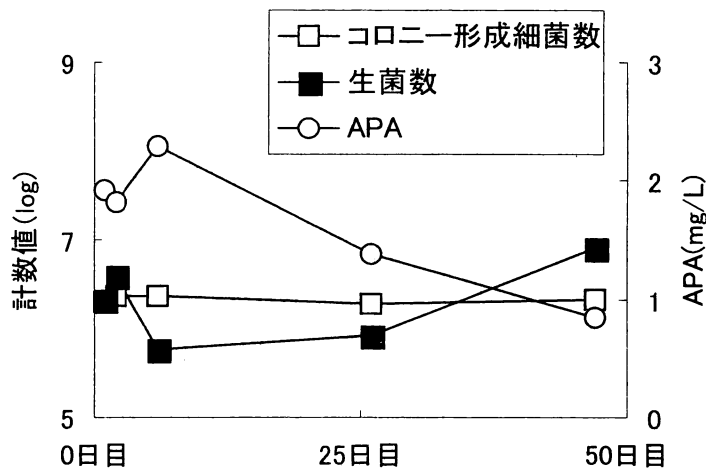 コロニー形成細菌数
生菌数
APA
9
7
5
計数値(log)
3
2
1
0
APA(mg/L)
0日目
25日目
50日目